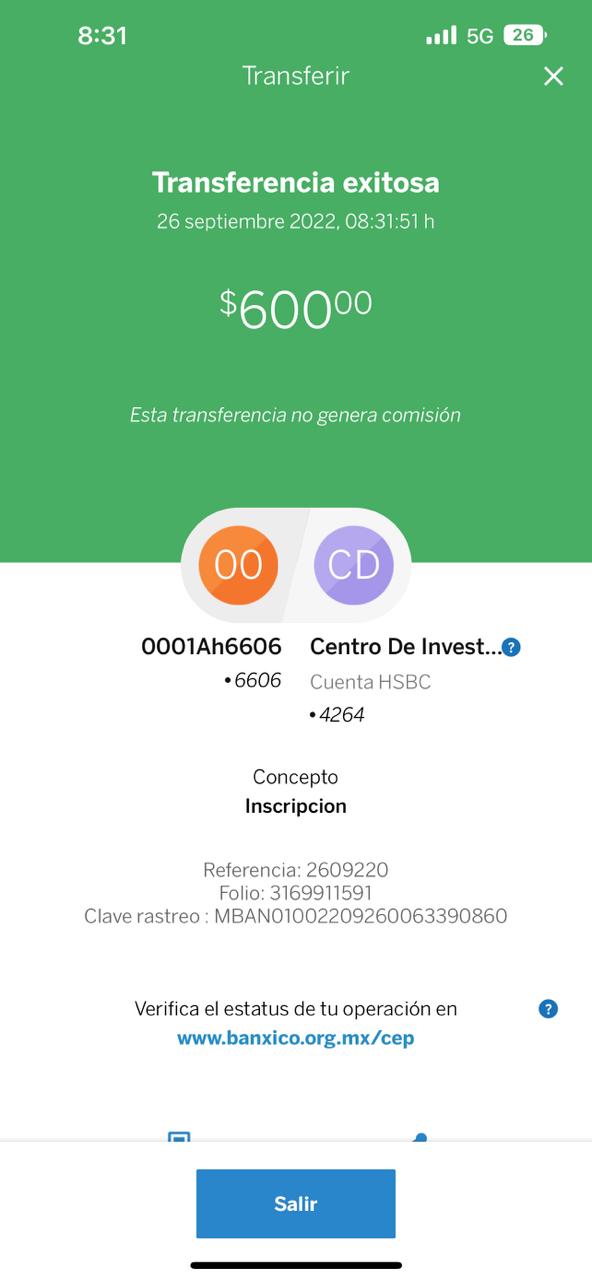 8:31 5G 26
Transferir
Transferencia exitosa
26 septiembre 2022, 08:31:51 h
$60000
Esta transferencia no genera comisión
00 CD
0001Ah6606 Centro De Invest... ?
•6606 Cuenta HSBC
•4264
Concepto
Inscripcion
Referencia: 2609220
Folio: 3169911591
Clave rastreo : MBAN01002209260063390860
Verifica el estatus de tu operación en ?
www.banxico.org.mx/cep
Salir